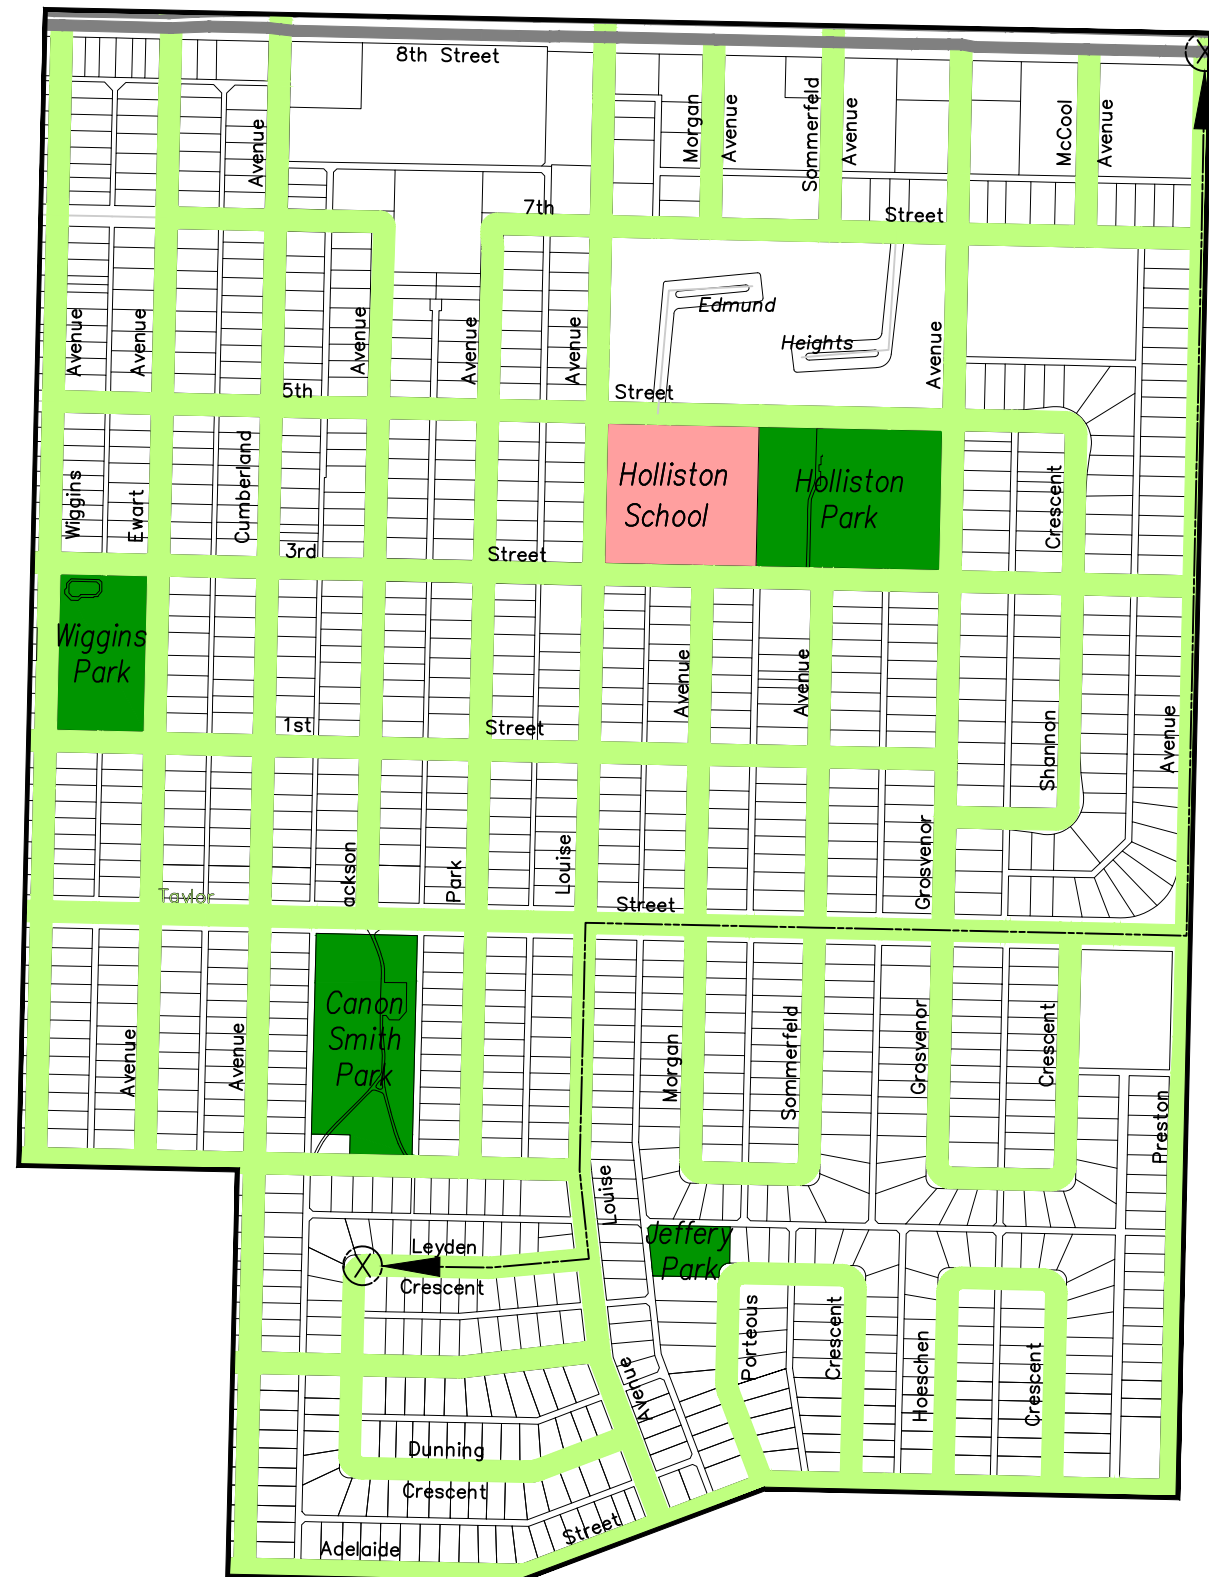 8th Street
Avenue
Morgan
Avenue
Sommerfeld
Avenue
McCool
Avenue
7th
Street
Avenue
Avenue
Avenue
Avenue
Avenue
Edmund
Heights
Avenue
5th
Street
Wiggins
Ewart
Cumberland
Holliston
School
Holliston
Park
Crescent
3rd
Street
Wiggins
Park
Avenue
Avenue
1st
Street
Shannon
Avenue
ackson
Park
Louise
Grosvenor
Taylor
Street
Canon
Smith
Park
Avenue
Avenue
Morgan
Sommerfeld
Grosvenor
Crescent
Preston
Louise
Jeffery
Park
X
Leyden
Crescent
Porteous
Crescent
Hoeschen
Crescent
Avenue
Dunning
Crescent
Street
Adelaide
X